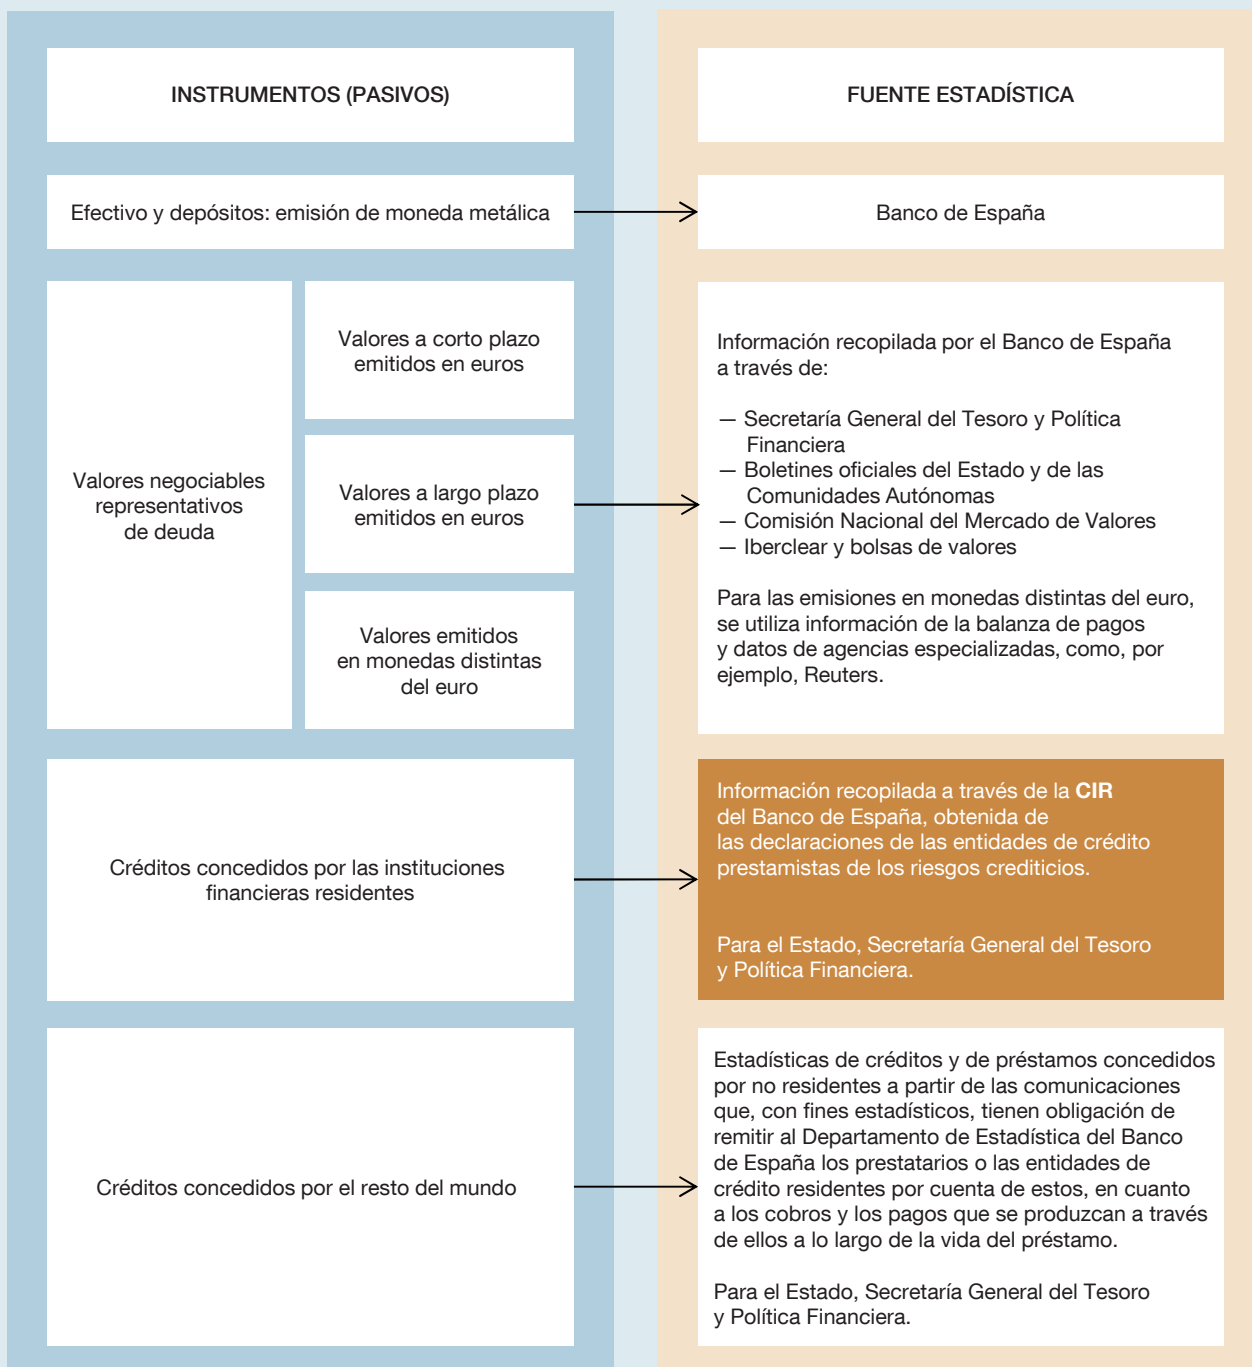 INSTRUMENTOS (PASIVOS)
FUENTE ESTADÍSTICA
Efectivo y depósitos: emisión de moneda metálica
Banco de España
Valores negociables
representativos
de deuda
Valores a corto plazo
emitidos en euros
Valores a largo plazo
emitidos en euros
Valores emitidos
en monedas distintas
del euro
Información recopilada por el Banco de España
a través de:
— Secretaría General del Tesoro y Política
Financiera
— Boletines oficiales del Estado y de las
Comunidades Autónomas
— Comisión Nacional del Mercado de Valores
— Iberclear y bolsas de valores
Para las emisiones en monedas distintas del euro,
se utiliza información de la balanza de pagos
y datos de agencias especializadas, como, por
ejemplo, Reuters.
Créditos concedidos por las instituciones
financieras residentes
Información recopilada a través de la CIR
del Banco de España, obtenida de
las declaraciones de las entidades de crédito
prestamistas de los riesgos crediticios.
Para el Estado, Secretaría General del Tesoro
y Política Financiera.
Créditos concedidos por el resto del mundo
Estadísticas de créditos y de préstamos concedidos
por no residentes a partir de las comunicaciones
que, con fines estadísticos, tienen obligación de
remitir al Departamento de Estadística del Banco
de España los prestatarios o las entidades de
crédito residentes por cuenta de estos, en cuanto
a los cobros y los pagos que se produzcan a través
de ellos a lo largo de la vida del préstamo.
Para el Estado, Secretaría General del Tesoro
y Política Financiera.